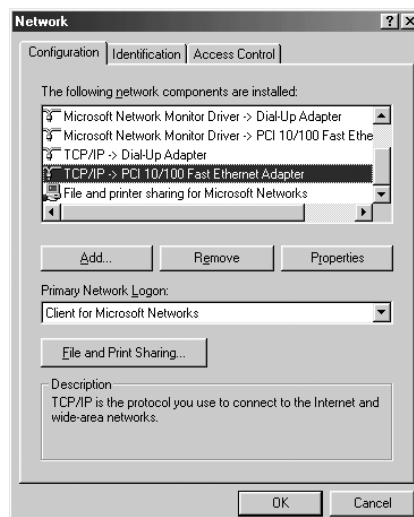 Network
Configuration Identification Access Control
The following network components are installed:
Microsoft Network Monitor Driver -> Dial-Up Adapter
Microsoft Network Monitor Driver -> PCI 10/100 Fast Ethe
TCP/IP -> Dial-Up Adapter
TCP/IP -> PCI 10/100 Fast Ethernet Adapter
File and printer sharing for Microsoft Networks
Add... Remove Properties
Primary Network Logon:
Client for Microsoft Networks
File and Print Sharing...
Description
TCP/IP is the protocol you use to connect to the Internet and
wide-area networks.
OK Cancel